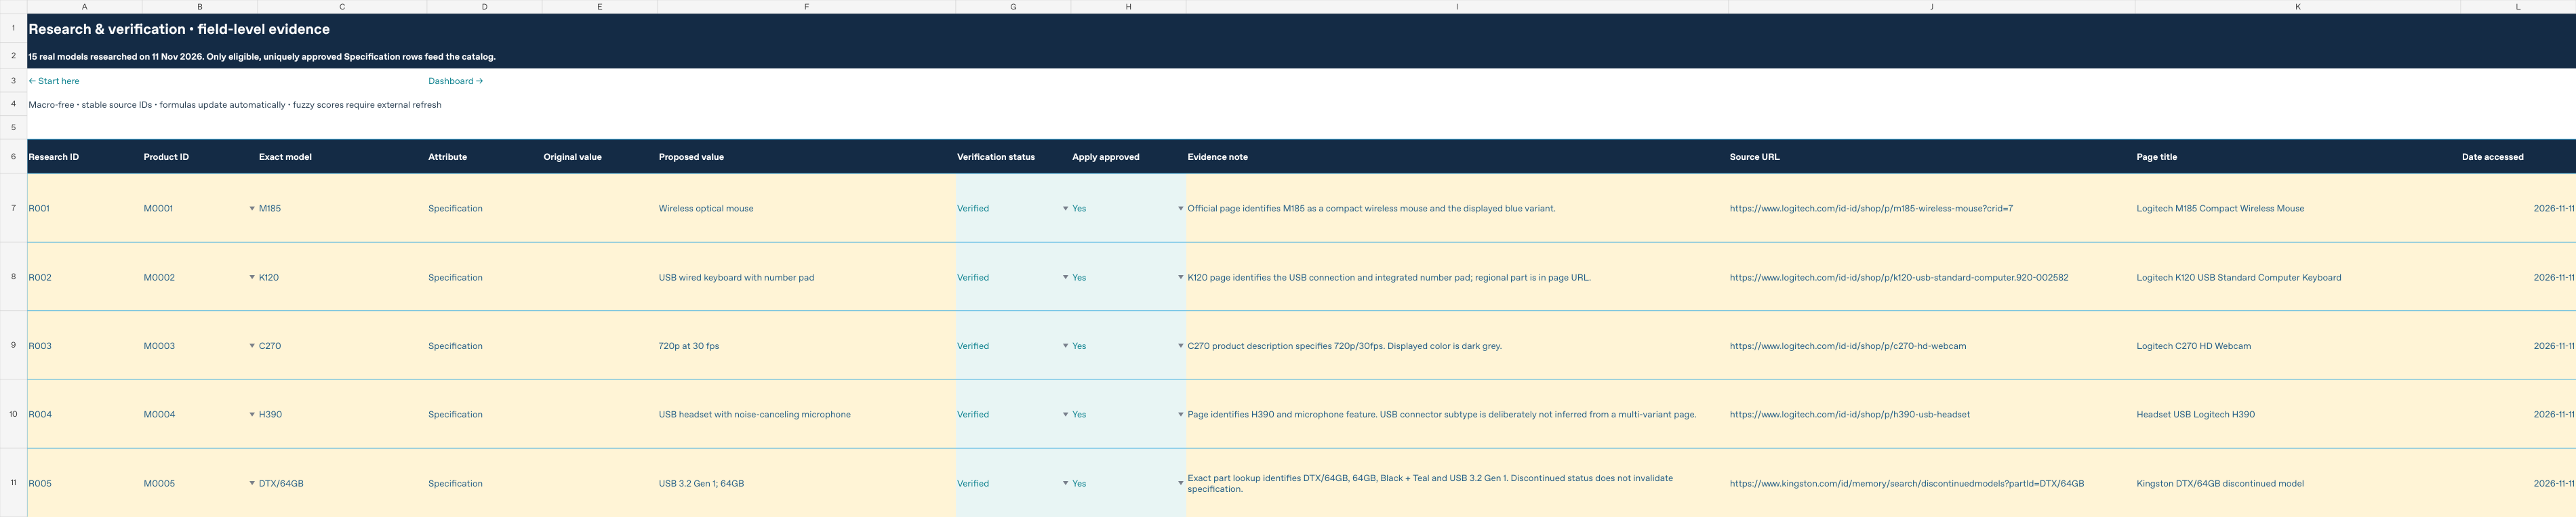 A B C D E F G H I J K L
1 Research & verification • field-level evidence
2 15 real models researched on 11 Nov 2026. Only eligible, uniquely approved Specification rows feed the catalog.
3 ← Start here Dashboard →
4 Macro-free • stable source IDs • formulas update automatically • fuzzy scores require external refresh
5
6 Research ID Product ID Exact model Attribute Original value Proposed value Verification status Apply approved Evidence note Source URL Page title Date accessed
7 R001 M0001 M185 Specification Wireless optical mouse Verified Yes Official page identifies M185 as a compact wireless mouse and the displayed blue variant. https://www.logitech.com/id-id/shop/p/m185-wireless-mouse?crid=7 Logitech M185 Compact Wireless Mouse 2026-11-11
8 R002 M0002 K120 Specification USB wired keyboard with number pad Verified Yes K120 page identifies the USB connection and integrated number pad; regional part is in page URL. https://www.logitech.com/id-id/shop/p/k120-usb-standard-computer.920-002582 Logitech K120 USB Standard Computer Keyboard 2026-11-11
9 R003 M0003 C270 Specification 720p at 30 fps Verified Yes C270 product description specifies 720p/30fps. Displayed color is dark grey. https://www.logitech.com/id-id/shop/p/c270-hd-webcam Logitech C270 HD Webcam 2026-11-11
10 R004 M0004 H390 Specification USB headset with noise-canceling microphone Verified Yes Page identifies H390 and microphone feature. USB connector subtype is deliberately not inferred from a multi-variant page. https://www.logitech.com/id-id/shop/p/h390-usb-headset Headset USB Logitech H390 2026-11-11
11 R005 M0005 DTX/64GB Specification USB 3.2 Gen 1; 64GB Verified Yes Exact part lookup identifies DTX/64GB, 64GB, Black + Teal and USB 3.2 Gen 1. Discontinued status does not invalidate
specification. https://www.kingston.com/id/memory/search/discontinuedmodels?partId=DTX/64GB Kingston DTX/64GB discontinued model 2026-11-11